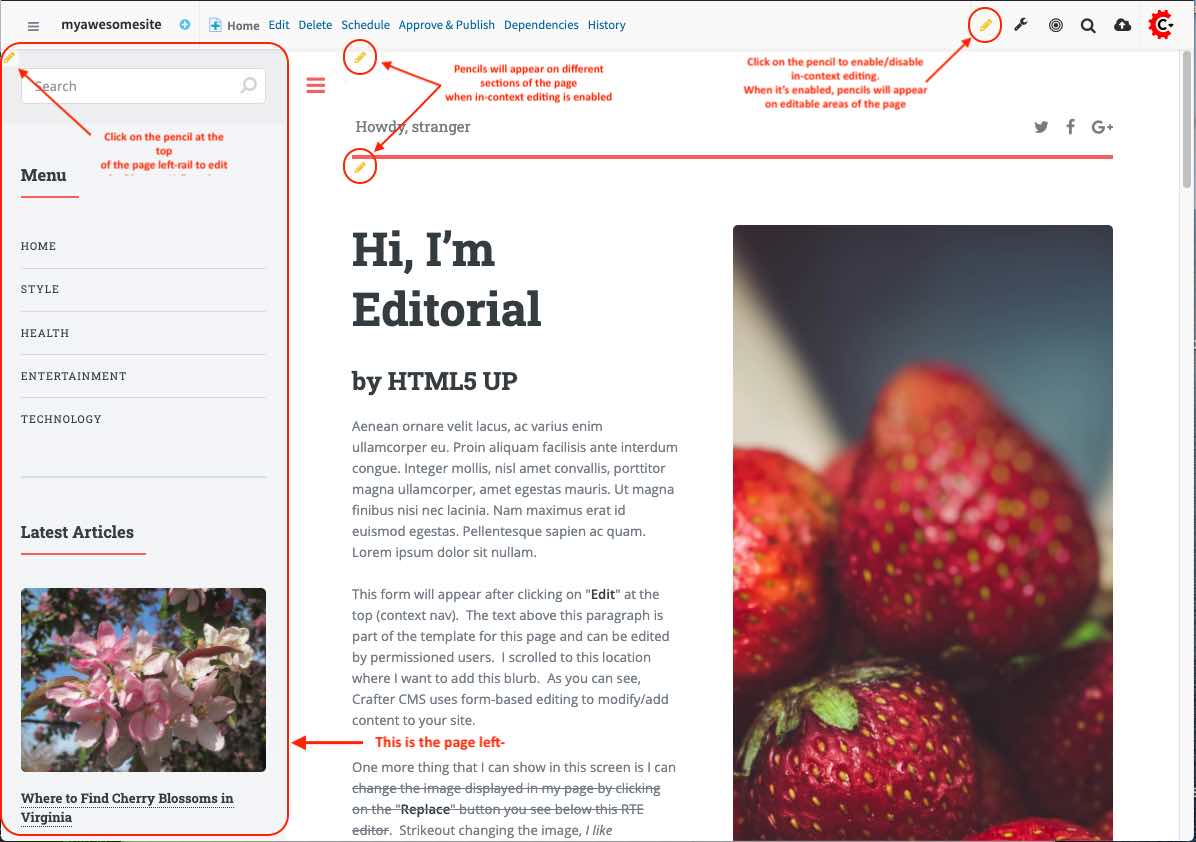 myawesomesite
Home Edit Delete Schedule Approve & Publish Dependencies History
Search
Click on the pencil at the
top
of the page left-rail to edit
Pencils will appear on different
sections of the page
when in-context editing is enabled
Click on the pencil to enable/disable
in-context editing.
When it's enabled, pencils will appear
on editable areas of the page
Howdy, stranger
Menu
HOME
STYLE
HEALTH
ENTERTAINMENT
TECHNOLOGY
Latest Articles
Where to Find Cherry Blossoms in
Virginia
Hi, I’m
Editorial
by HTML5 UP
Aenean ornare velit lacus, ac varius enim
ullamcorper eu. Proin aliquam facilisis ante interdum
congue. Integer mollis, nisl amet convallis, porttitor
magna ullamcorper, amet egestas mauris. Ut magna
finibus nisi nec lacinia. Nam maximus erat id
euismod egestas. Pellentesque sapien ac quam.
Lorem ipsum dolor sit nullam.
This form will appear after clicking on "Edit" at the
top (context nav).  The text above this paragraph is
part of the template for this page and can be edited
by permissioned users.  I scrolled to this location
where I want to add this blurb.  As you can see,
Crafter CMS uses form-based editing to modify/add
content to your site.
This is the page left-
One more thing that I can show in this screen is I can
change the image displayed in my page by clicking
on the "Replace" button you see below this RTE
editor.  Strikeout changing the image, I like